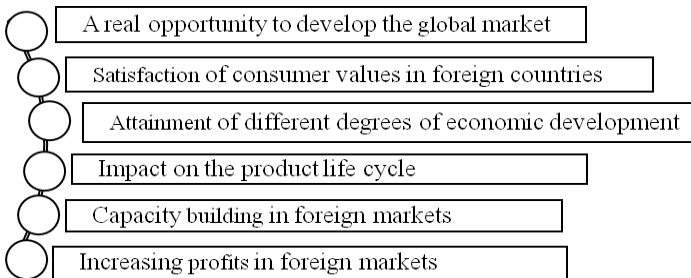 A real opportunity to develop the global market
Satisfaction of consumer values in foreign countries
Attainment of different degrees of economic development
Impact on the product life cycle
Capacity building in foreign markets
Increasing profits in foreign markets